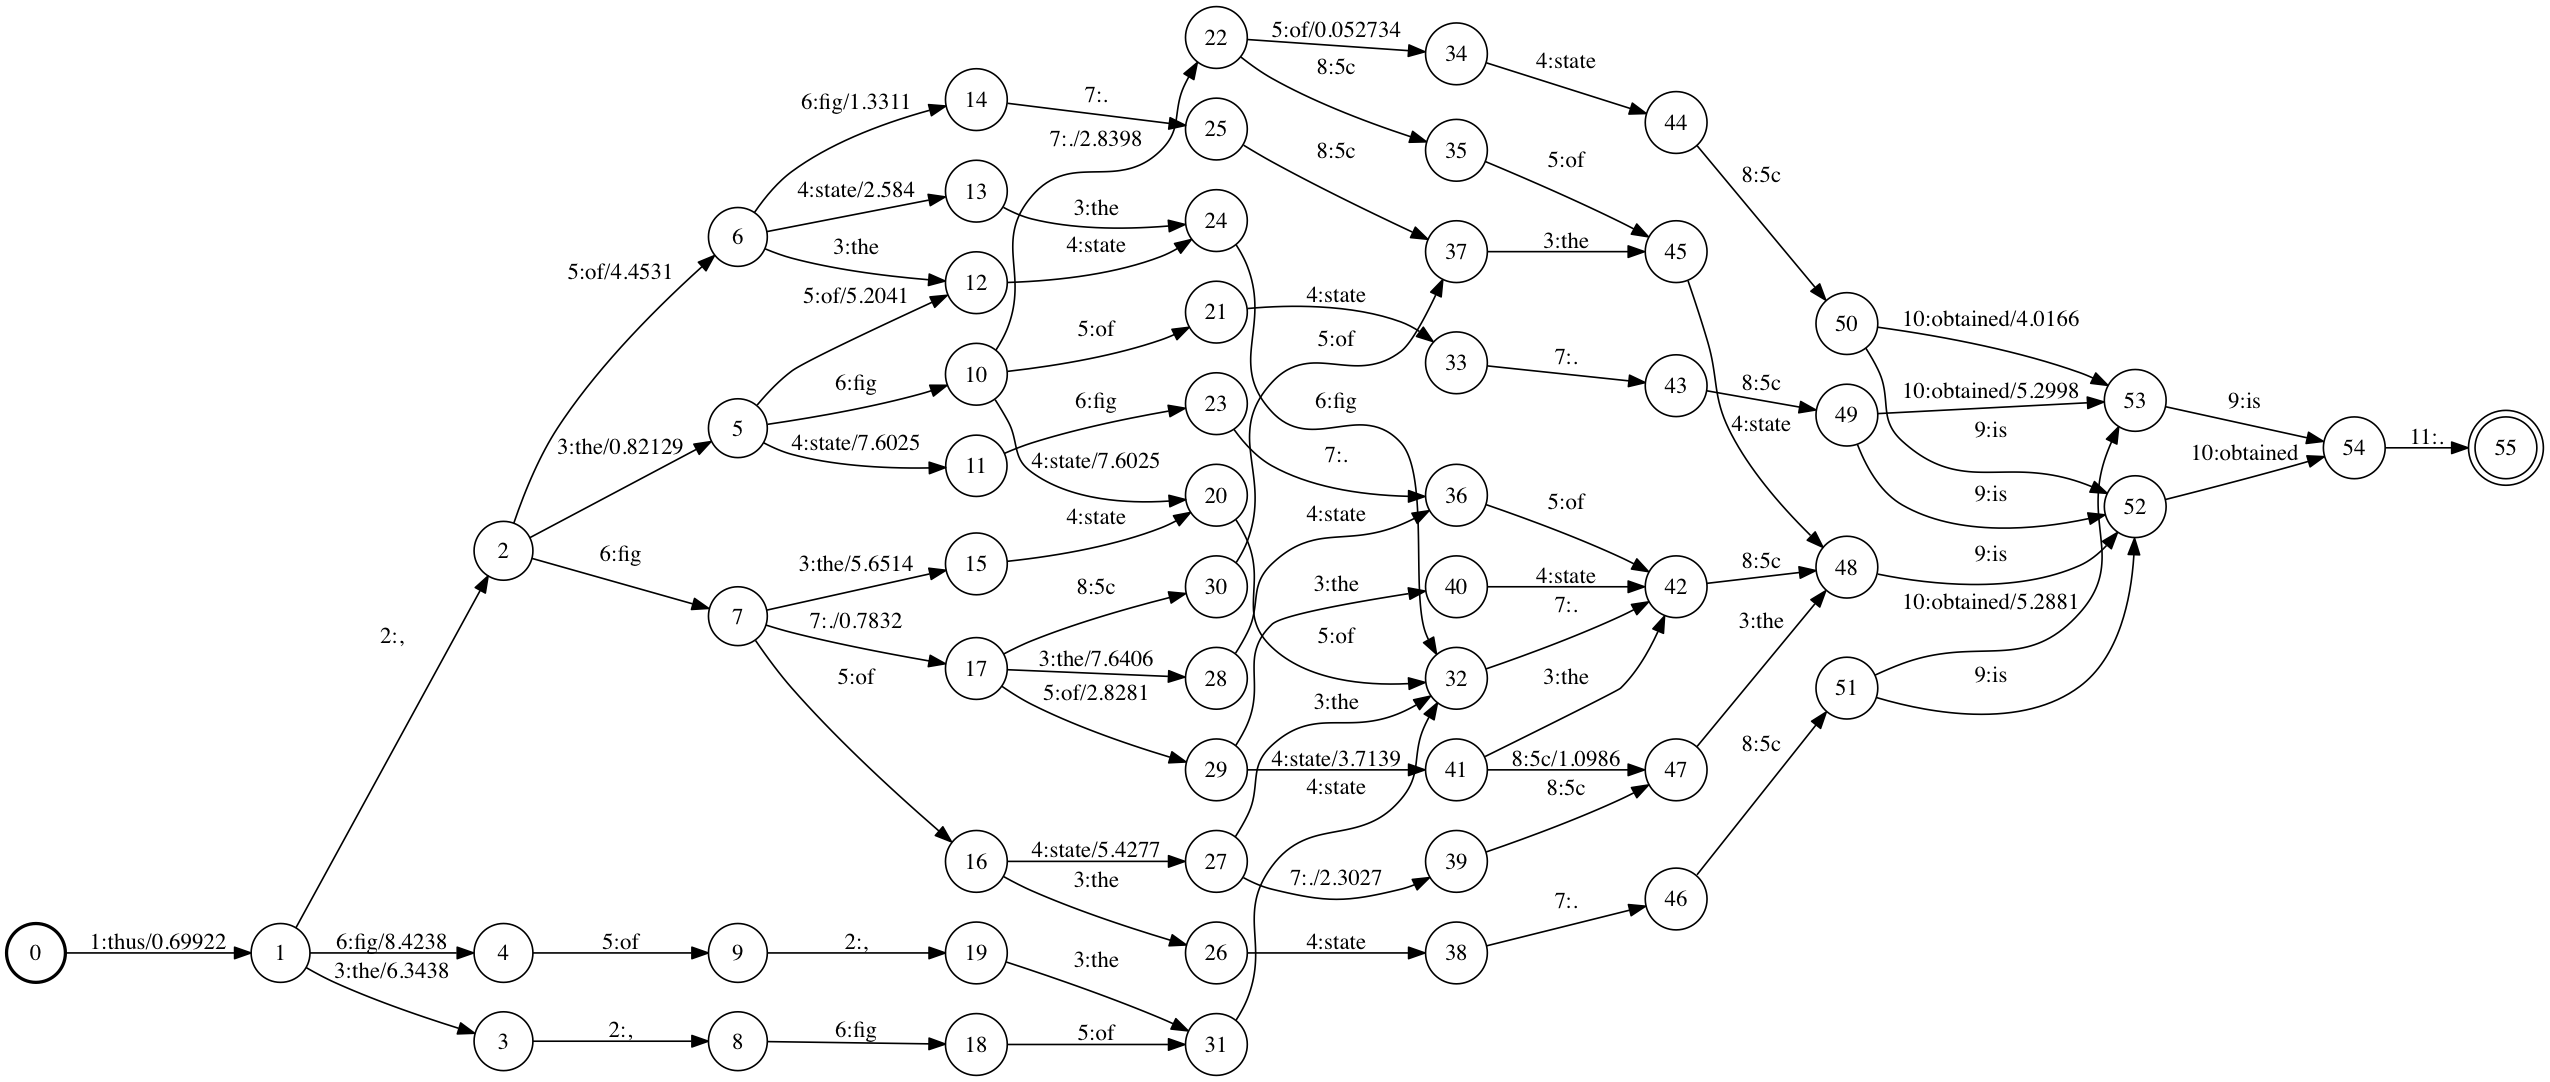 22
5:of/0.052734
34
8:5c
4:state
14
6:fig/1.3311
7:.
25
7:./2.8398
44
35
8:5c
5:of
8:5c
13
4:state/2.584
3:the
24
6
3:the
4:state
37
3:the
45
5:of/4.4531
12
5:of/5.2041
21
4:state
50
10:obtained/4.0166
5:of
5:of
33
7:.
10
6:fig
43
8:5c
49
10:obtained/5.2998
53
9:is
23
6:fig
6:fig
4:state
9:is
5
3:the/0.82129
4:state/7.6025
11
4:state/7.6025
7:.
54
11:.
55
10:obtained
20
36
9:is
52
4:state
4:state
5:of
2
6:fig
9:is
15
3:the/5.6514
8:5c
30
3:the
40
4:state
42
8:5c
48
7:.
10:obtained/5.2881
7
7:./0.7832
3:the
2:,
5:of
17
3:the/7.6406
28
32
5:of
5:of/2.8281
3:the
3:the
9:is
51
29
4:state/3.7139
41
8:5c/1.0986
47
8:5c
4:state
8:5c
16
4:state/5.4277
27
7:./2.3027
39
3:the
7:.
46
0
1:thus/0.69922
1
6:fig/8.4238
4
5:of
9
2:,
19
3:the
26
4:state
38
3:the/6.3438
3
2:,
8
6:fig
18
5:of
31